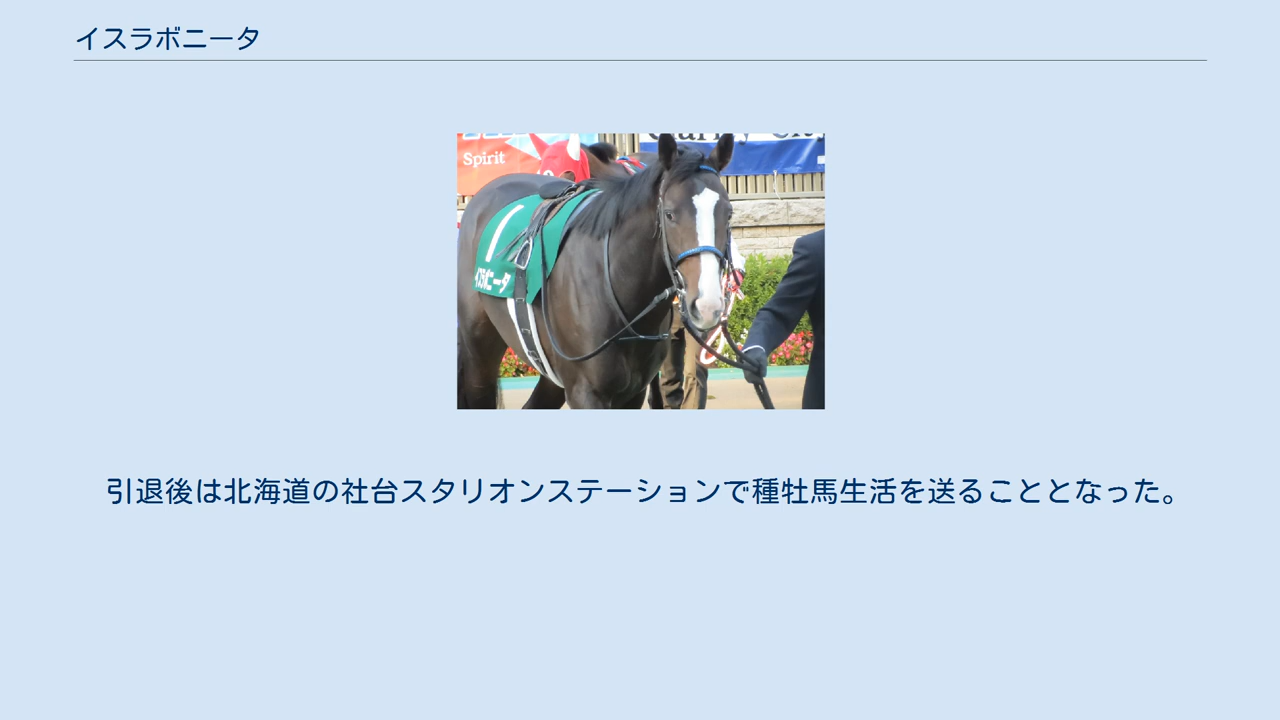 イスラボニータ
Spirit
1
イスラボニータ
引退後は北海道の社台スタリオンステーションで種牡馬生活を送ることとなった。